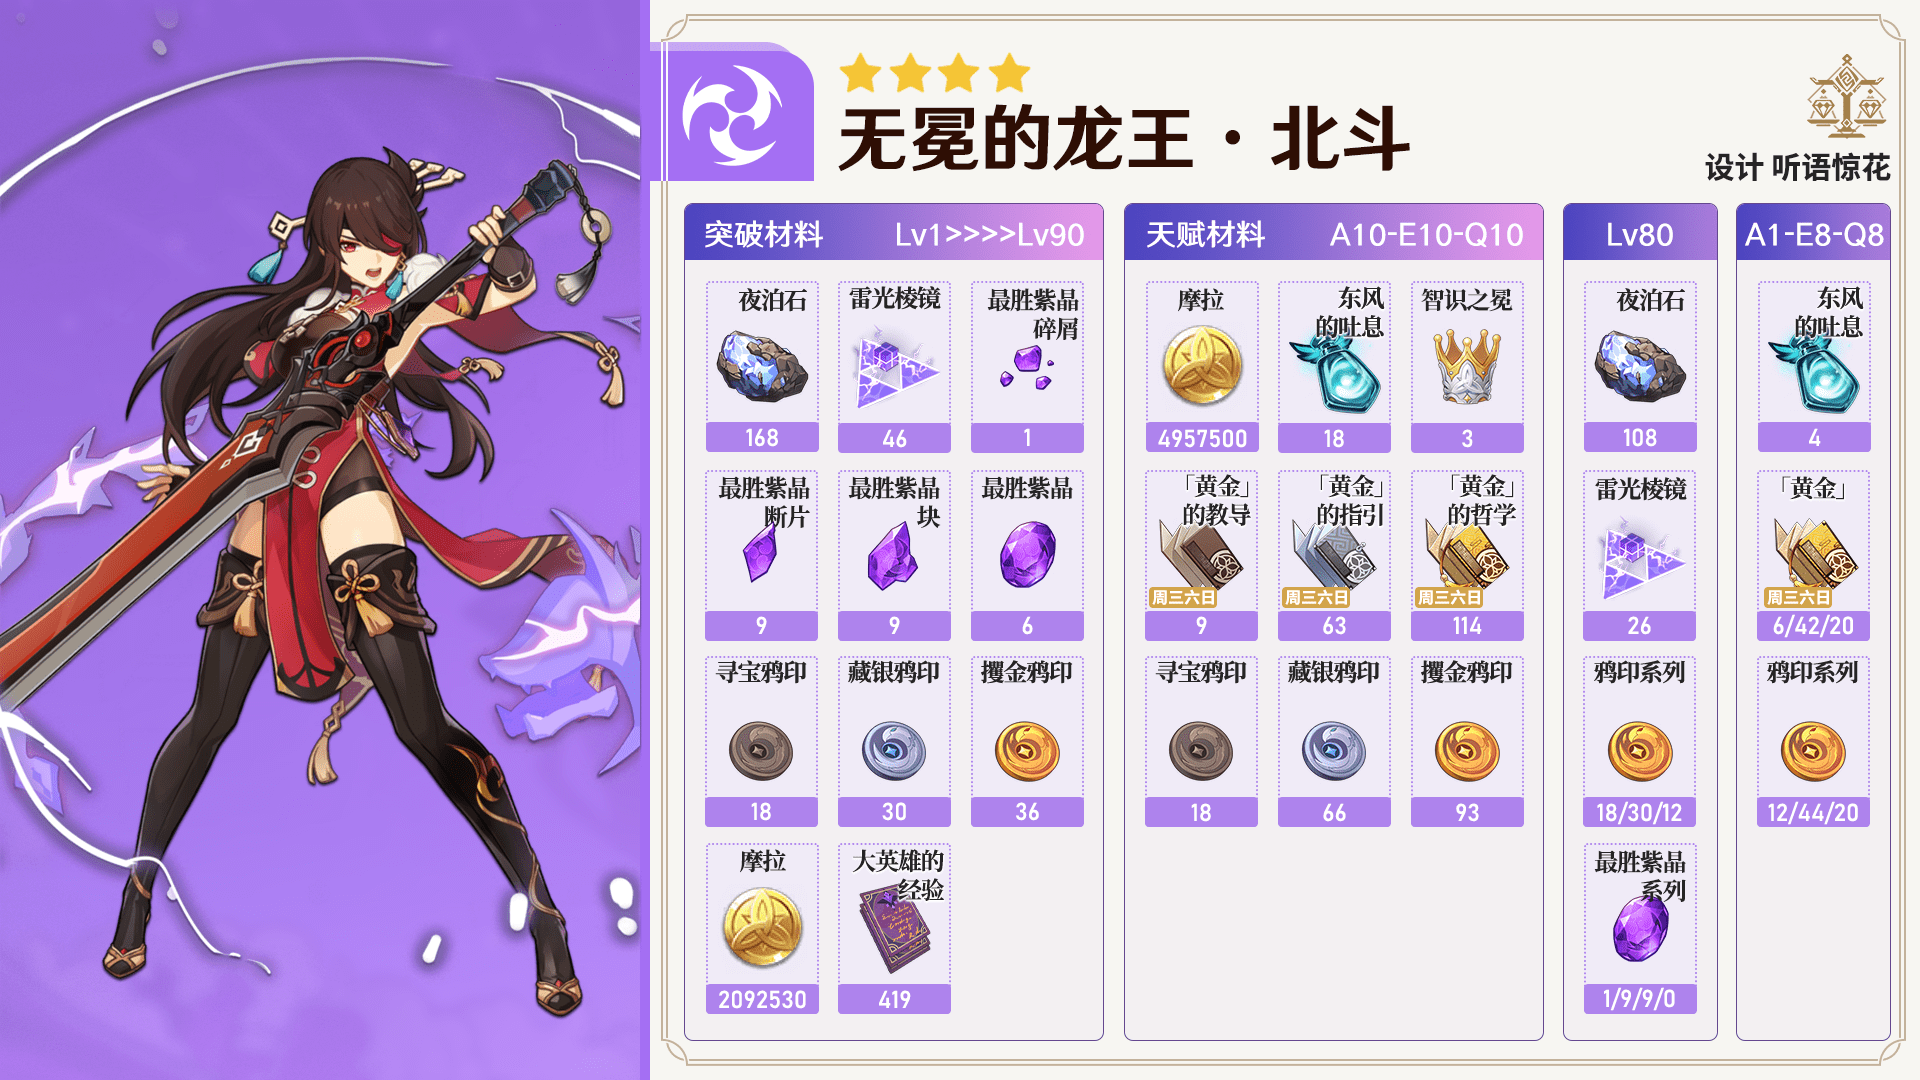 无冕的龙王·北斗
设计 听语惊花
突破材料 Lv1>>>>Lv90
夜泊石
168
雷光棱镜
46
最胜紫晶
碎屑
1
最胜紫晶
断片
9
最胜紫晶
块
9
最胜紫晶
6
寻宝鸦印
18
藏银鸦印
30
攫金鸦印
36
摩拉
2092530
大英雄的
经验
419
天赋材料 A10-E10-Q10
摩拉
4957500
东风
的吐息
18
智识之冕
3
「黄金」
的教导
周三六日
9
「黄金」
的指引
周三六日
63
「黄金」
的哲学
周三六日
114
寻宝鸦印
18
藏银鸦印
66
攫金鸦印
93
Lv80
夜泊石
108
雷光棱镜
26
鸦印系列
18/30/12
最胜紫晶
系列
1/9/9/0
A1-E8-Q8
东风
的吐息
4
「黄金」
周三六日
6/42/20
鸦印系列
12/44/20